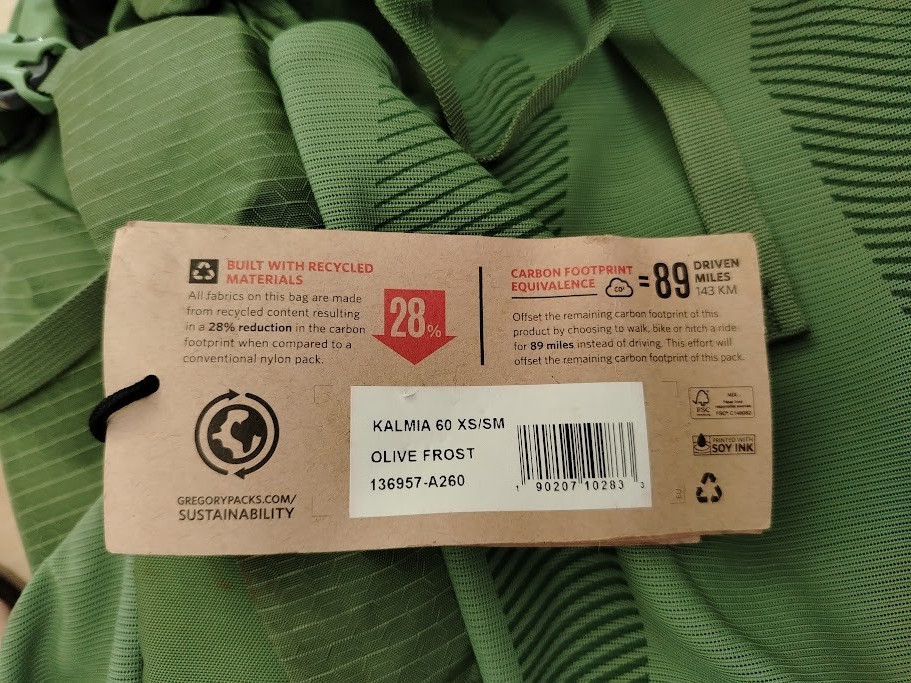 BUILT WITH RECYCLED
MATERIALS
All fabrics on this bag are made
from recycled content resulting
in a 28% reduction in the carbon
footprint when compared to a
conventional nylon pack.
28%
CARBON FOOTPRINT
EQUIVALENCE
CO²
=89
DRIVEN
MILES
143 KM
Offset the remaining carbon footprint of this
product by choosing to walk, bike or hitch a ride
for 89 miles instead of driving. This effort will
offset the remaining carbon footprint of this pack.
GREGORYPACKS.COM/
SUSTAINABILITY
KALMIA 60 XS/SM
OLIVE FROST
136957-A260
1 90207 10283 3
FSC
MIX
PRINTED WITH
SOY INK